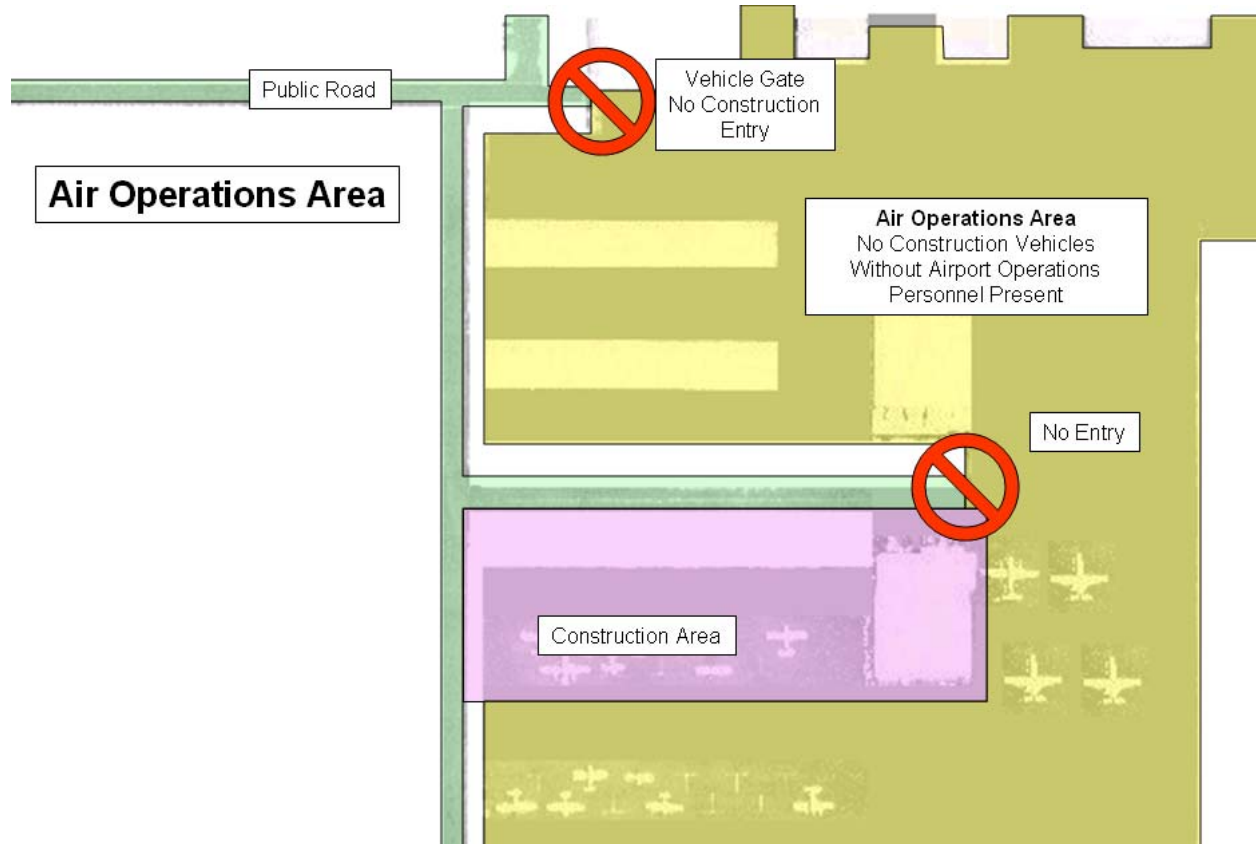 Public Road
Vehicle Gate
No Construction
Entry
Air Operations Area
Air Operations Area
No Construction Vehicles
Without Airport Operations
Personnel Present
No Entry
Construction Area